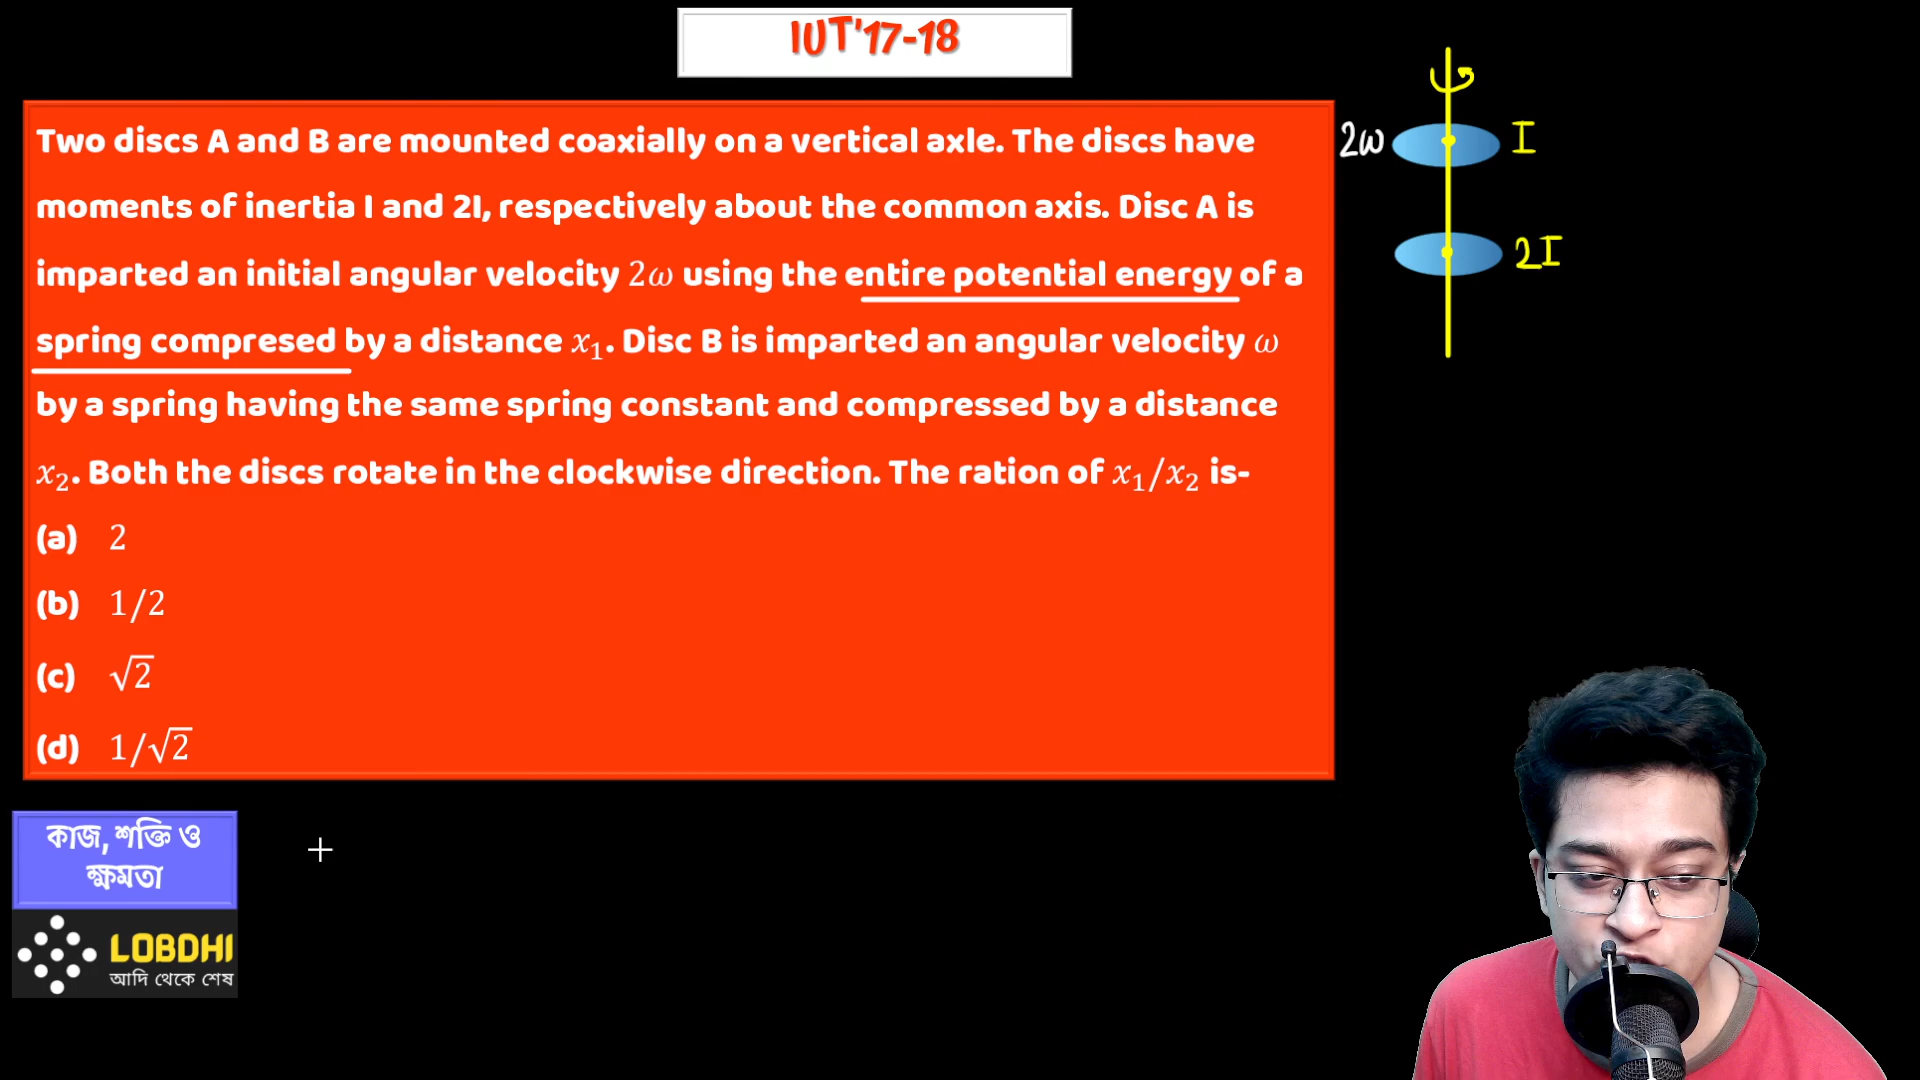 IUT'17-18
Two discs A and B are mounted coaxially on a vertical axle. The discs have
moments of inertia I and 2I, respectively about the common axis. Disc A is
imparted an initial angular velocity 2ω using the entire potential energy of a
spring compresed by a distance x₁. Disc B is imparted an angular velocity ω
by a spring having the same spring constant and compressed by a distance
x₂. Both the discs rotate in the clockwise direction. The ration of x₁/x₂ is-
(a) 2
(b) 1/2
(c) √2
(d) 1/√2
2ω I
2I
কাজ, শক্তি ও
ক্ষমতা
LOBDHI
আদি থেকে শেষ